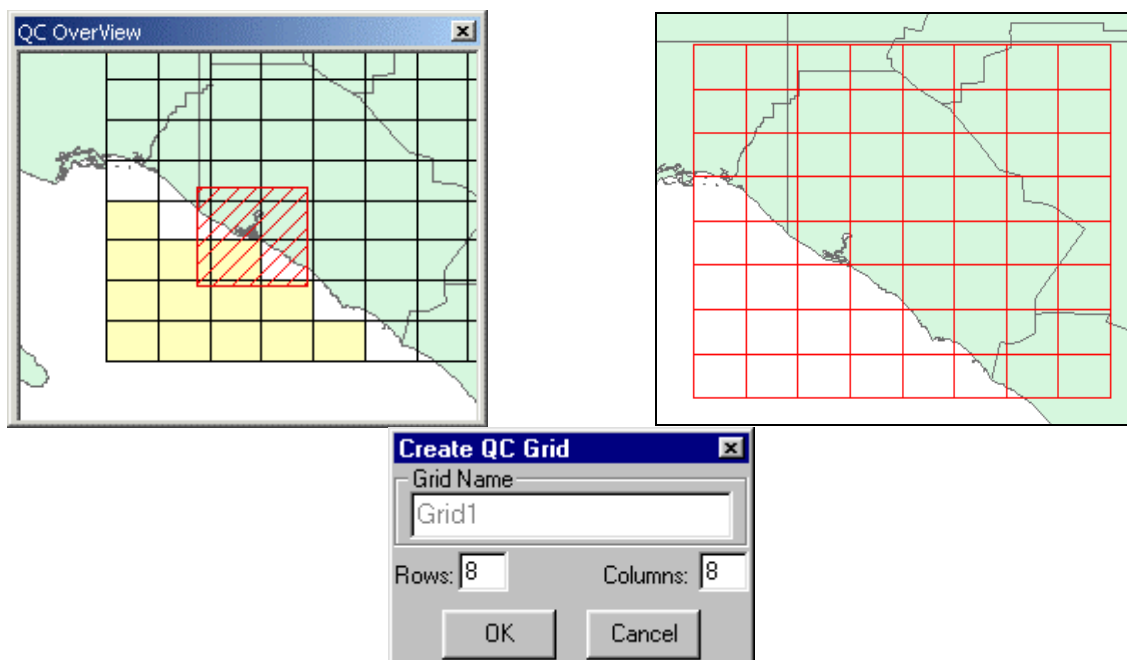 QC OverView
Create QC Grid
Grid Name
Grid1
Rows: 8 Columns: 8
OK Cancel